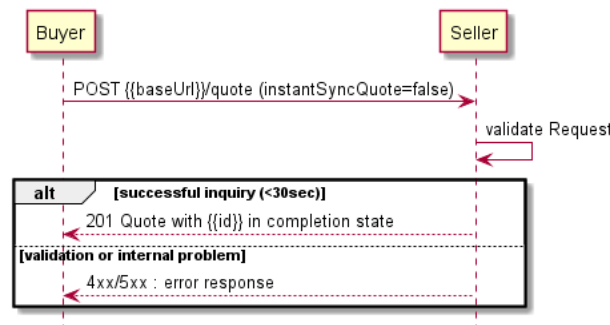 Buyer
Seller
POST {{baseUrl}}/quote (instantSyncQuote=false)
validate Request
alt
[successful inquiry (<30sec)]
201 Quote with {{id}} in completion state
[validation or internal problem]
4xx/5xx : error response